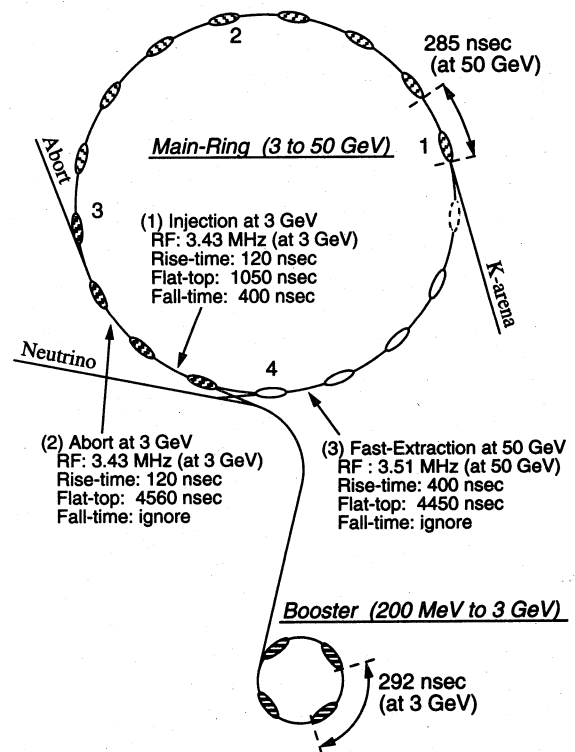 2
285 nsec
(at 50 GeV)
Main-Ring (3 to 50 GeV)
1
Abort
3
(1) Injection at 3 GeV
RF: 3.43 MHz (at 3 GeV)
Rise-time: 120 nsec
Flat-top: 1050 nsec
Fall-time: 400 nsec
K-arena
Neutrino
4
(2) Abort at 3 GeV
RF: 3.43 MHz (at 3 GeV)
Rise-time: 120 nsec
Flat-top: 4560 nsec
Fall-time: ignore
(3) Fast-Extraction at 50 GeV
RF : 3.51 MHz (at 50 GeV)
Rise-time: 400 nsec
Flat-top: 4450 nsec
Fall-time: ignore
Booster (200 MeV to 3 GeV)
292 nsec
(at 3 GeV)